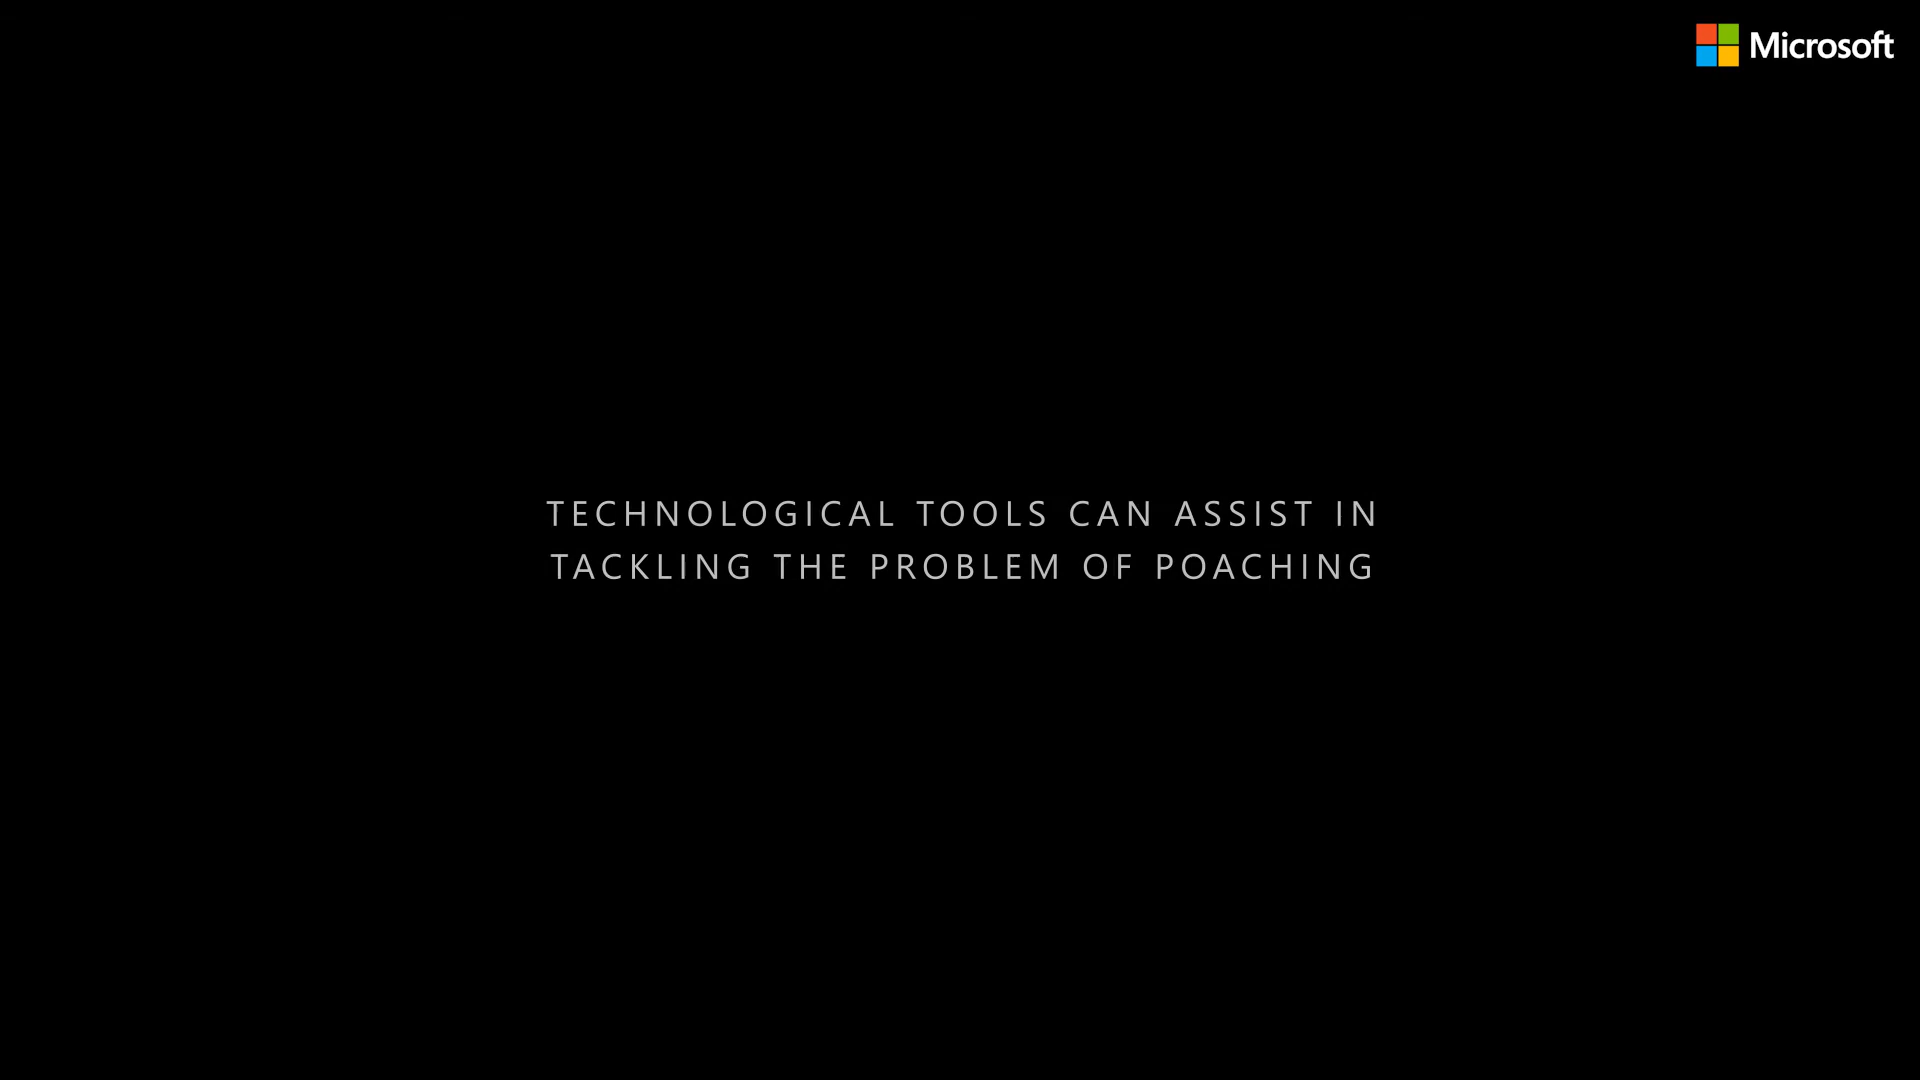 Microsoft
TECHNOLOGICAL TOOLS CAN ASSIST IN
TACKLING THE PROBLEM OF POACHING